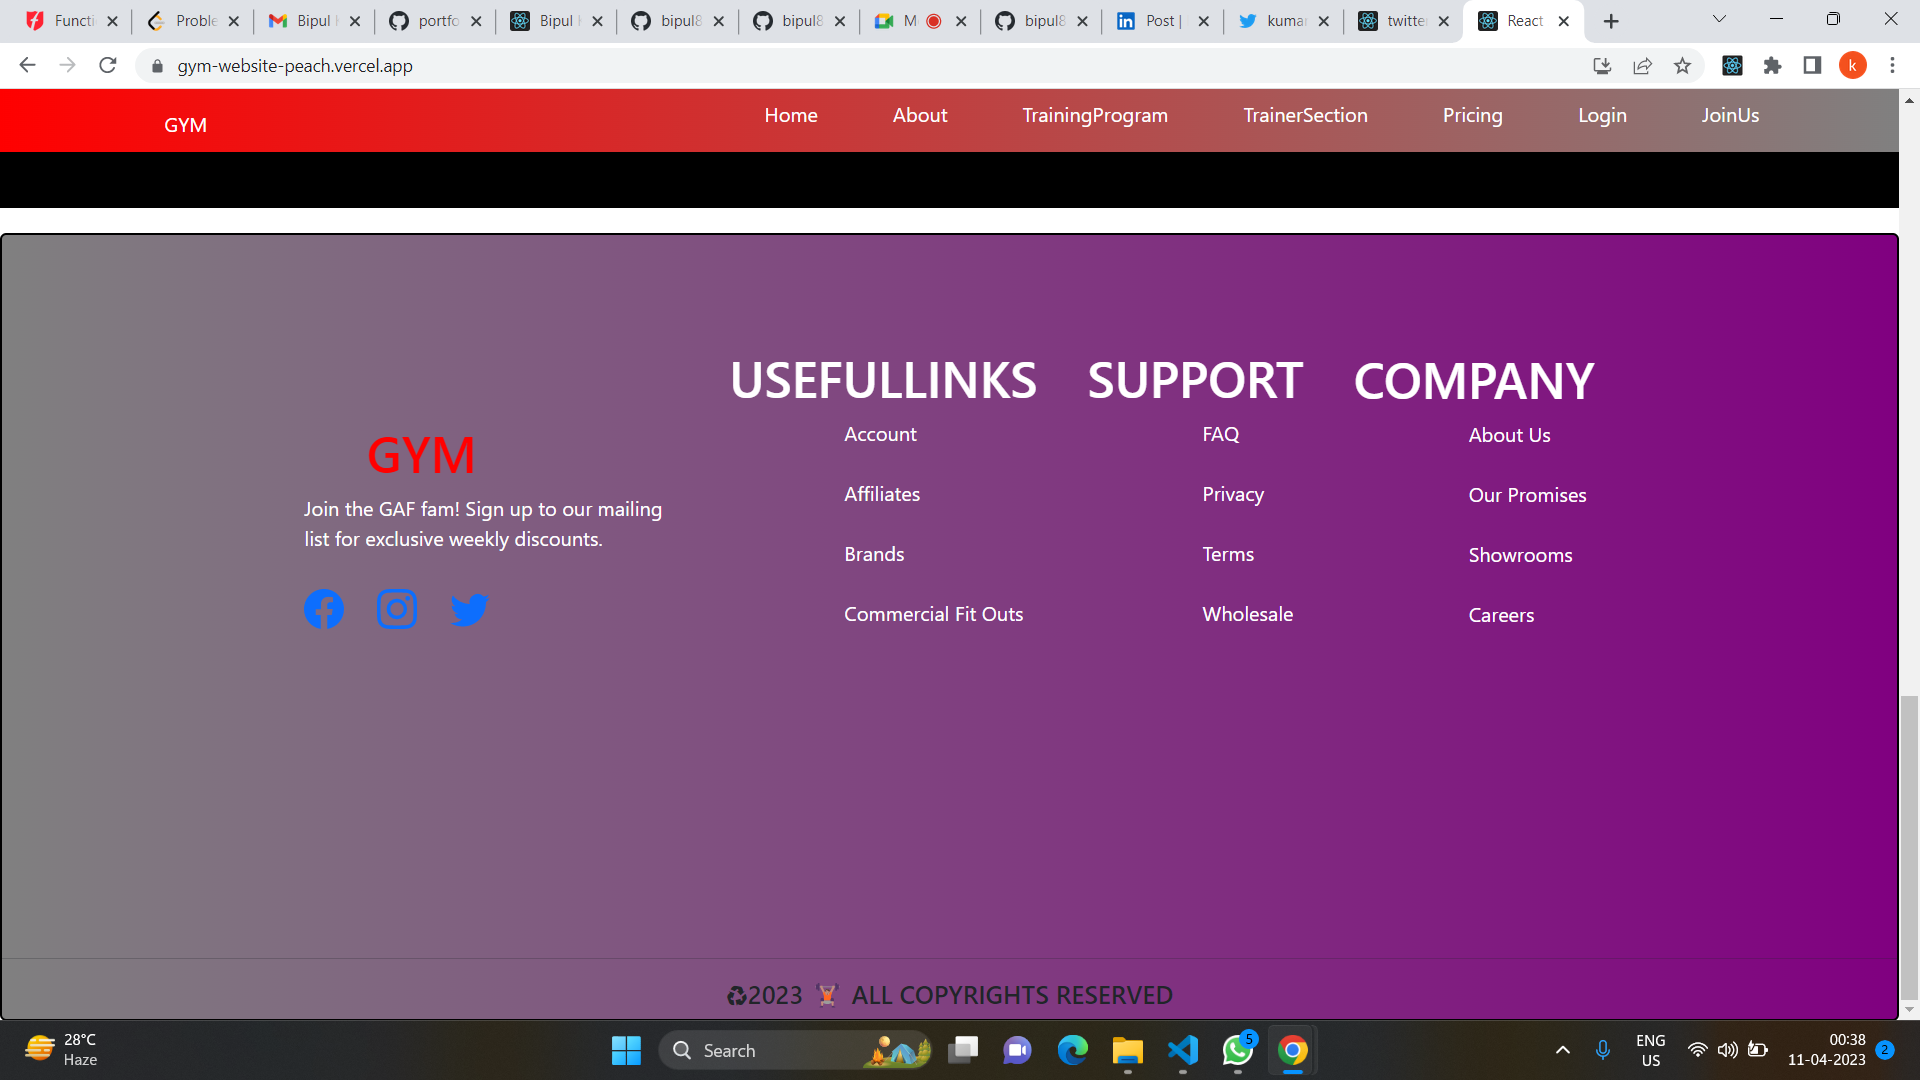 Functi
Proble
Bipul
portfo
Bipul
bipul8
bipul8
M
bipul8
Post |
kumar
twitte
React
gym-website-peach.vercel.app
k
GYM
Home
About
TrainingProgram
TrainerSection
Pricing
Login
JoinUs
GYM
Join the GAF fam! Sign up to our mailing
list for exclusive weekly discounts.
USEFULLINKS
Account
Affiliates
Brands
Commercial Fit Outs
SUPPORT
FAQ
Privacy
Terms
Wholesale
COMPANY
About Us
Our Promises
Showrooms
Careers
♻2023 🏋 ALL COPYRIGHTS RESERVED
28°C
Haze
Search
5
ENG
US
00:38
11-04-2023
2